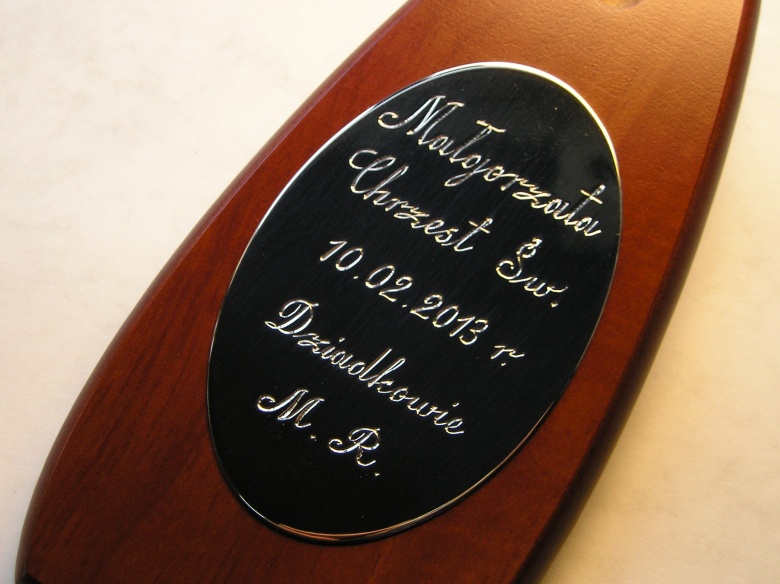 Małgorzata
Chrzest Św.
10.02.2013 r.
Dziadkowie
M. R.